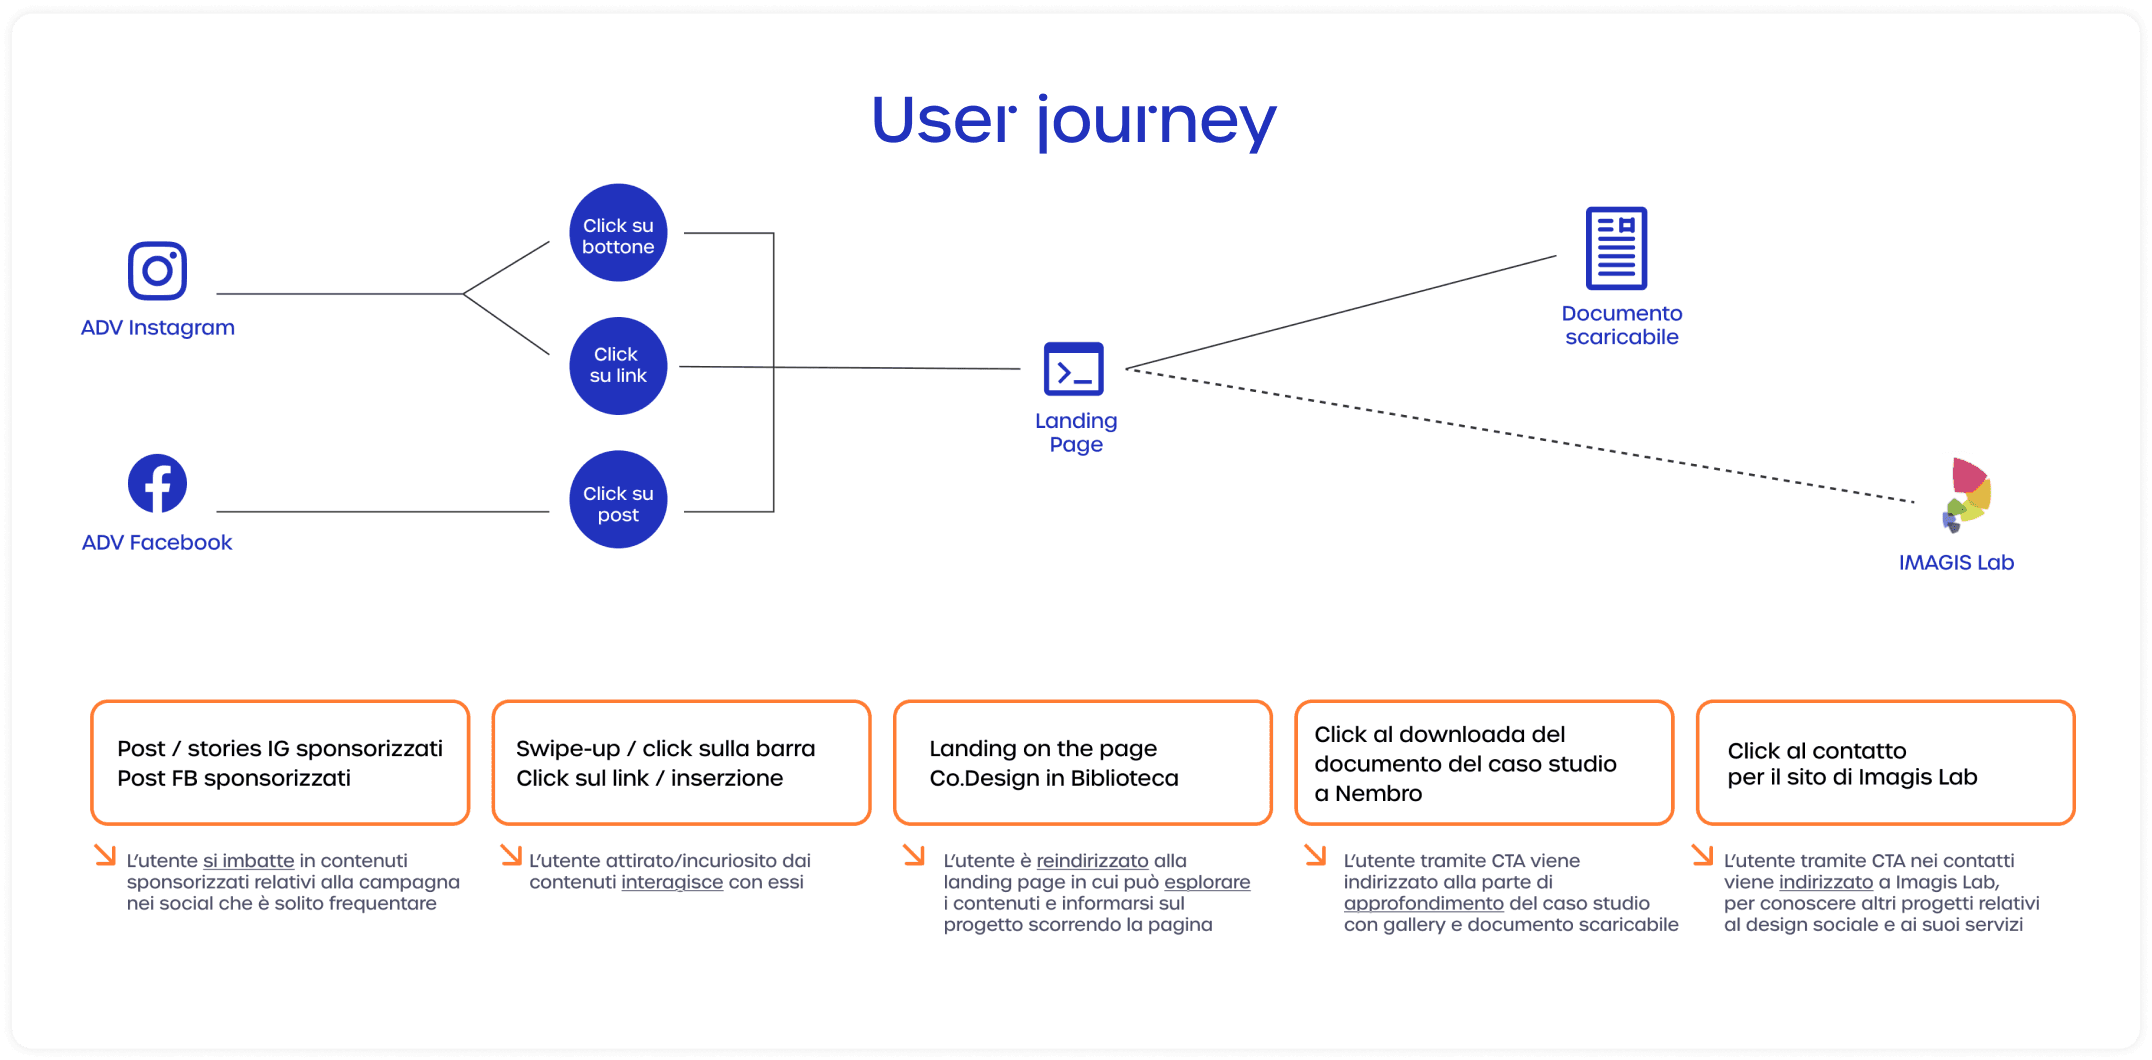 User journey
ADV Instagram
ADV Facebook
Click su
bottone
Click
su link
Click su
post
Landing
Page
Documento
scaricabile
IMAGIS Lab
Post / stories IG sponsorizzati
Post FB sponsorizzati
L'utente si imbatte in contenuti
sponsorizzati relativi alla campagna
nei social che è solito frequentare
Swipe-up / click sulla barra
Click sul link / inserzione
L'utente attirato/incuriosito dai
contenuti interagisce con essi
Landing on the page
Co.Design in Biblioteca
L'utente è reindirizzato alla
landing page in cui può esplorare
i contenuti e informarsi sul
progetto scorrendo la pagina
Click al downloada del
documento del caso studio
a Nembro
L'utente tramite CTA viene
indirizzato alla parte di
approfondimento del caso studio
con gallery e documento scaricabile
Click al contatto
per il sito di Imagis Lab
L'utente tramite CTA nei contatti
viene indirizzato a Imagis Lab,
per conoscere altri progetti relativi
al design sociale e ai suoi servizi